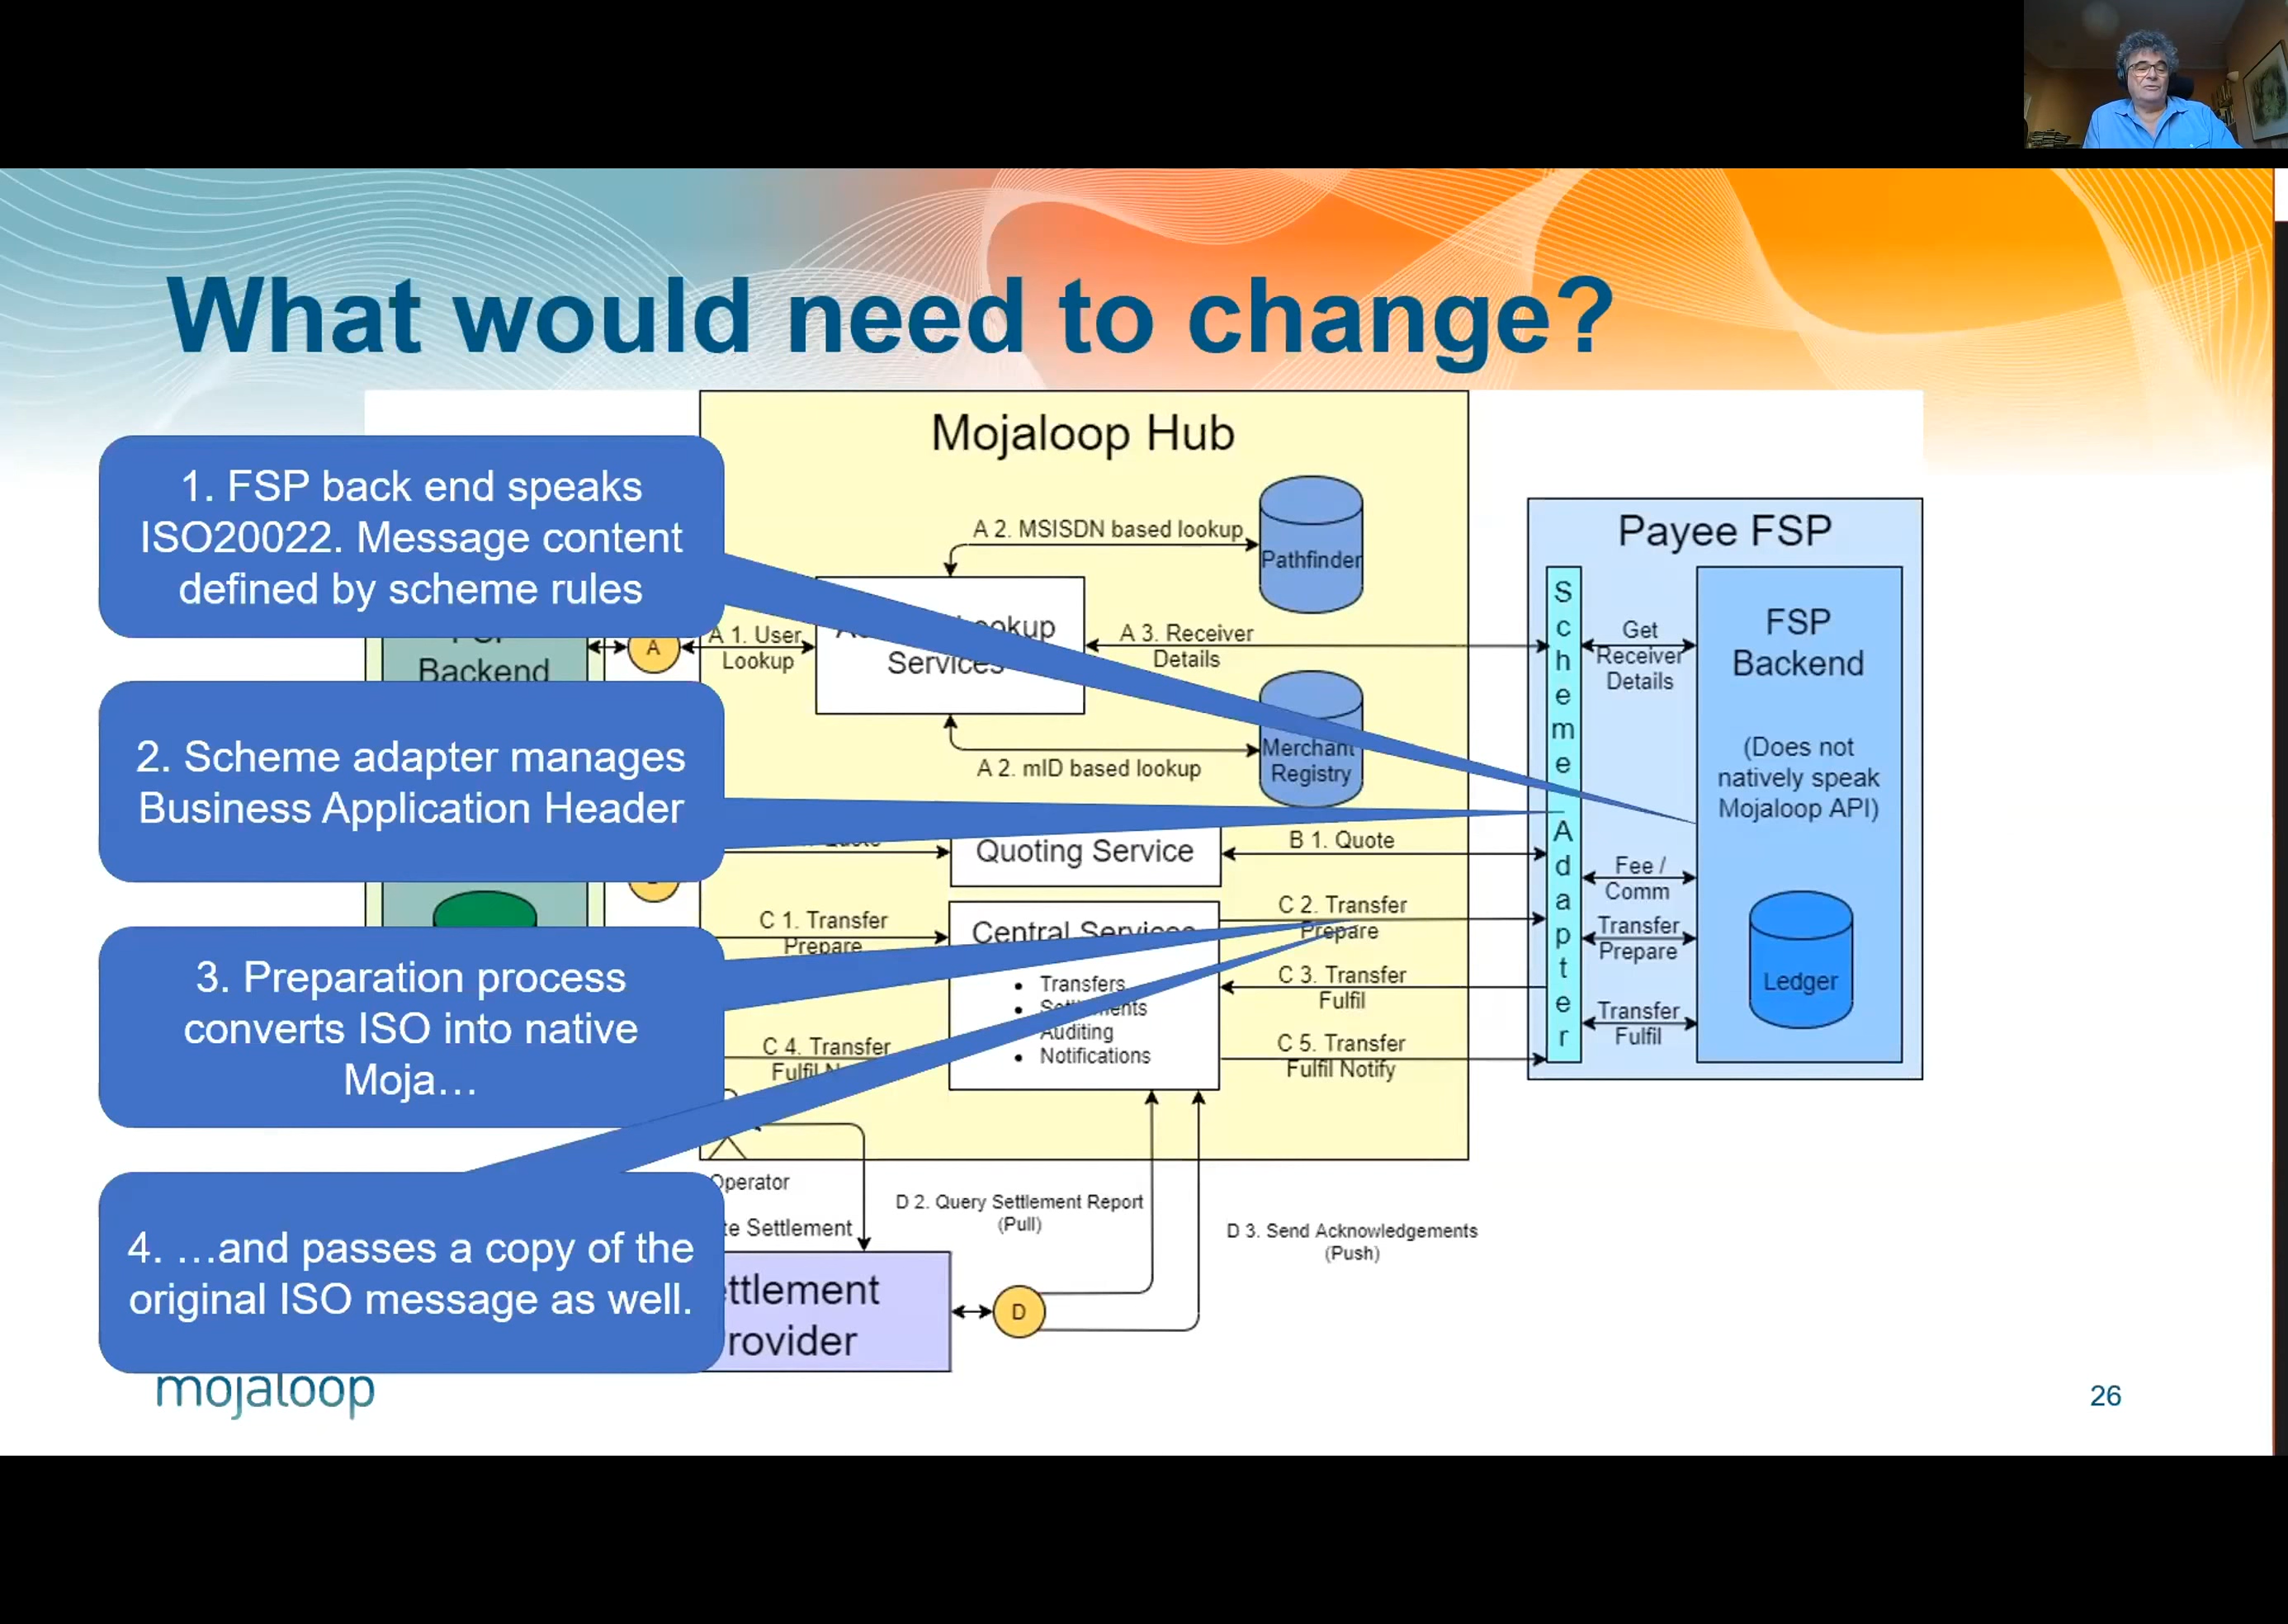 What would need to change?
Mojaloop Hub
1. FSP back end speaks
ISO20022. Message content
defined by scheme rules
2. Scheme adapter manages
Business Application Header
3. Preparation process
converts ISO into native
Moja…
4. …and passes a copy of the
original ISO message as well.
Backend
A
A 1. User
Lookup
A 2. MSISDN based lookup
Pathfinder
Services
A 3. Receiver
Details
A 2. mID based lookup
Merchant
Registry
Quoting Service
B 1. Quote
C 1. Transfer
Prepare
Central Services
• Transfers
• Settlements
Auditing
• Notifications
C 2. Transfer
Prepare
C 3. Transfer
Fulfil
C 4. Transfer
Fulfil
C 5. Transfer
Fulfil Notify
Payee FSP
Scheme Adapter
Get
Receiver
Details
Fee /
Comm
Transfer
Prepare
Transfer
Fulfil
FSP
Backend
(Does not
natively speak
Mojaloop API)
Ledger
Operator
Settlement
D 2. Query Settlement Report
(Pull)
D 3. Send Acknowledgements
(Push)
ttlement
rovider
D
mojaloop
26